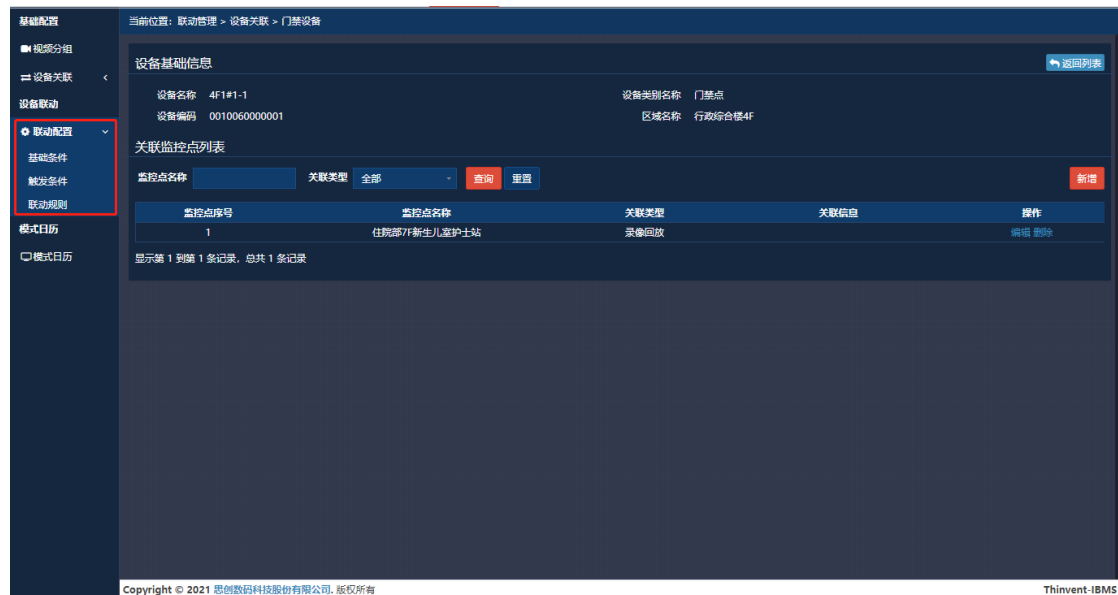 基础配置
当前位置：联动管理 > 设备关联 > 门禁设备
视频分组
设备关联
设备联动
联动配置
基础条件
触发条件
联动规则
模式日历
模式日历
设备基础信息
返回列表
设备名称 4F1#1-1 设备类别名称 门禁点
设备编码 0010060000001 区域名称 行政综合楼4F
关联监控点列表
监控点名称 关联类型 全部 查询 重置 新增
监控点序号 监控点名称 关联类型 关联信息 操作
1 住院部7F新生儿室护士站 录像回放 编辑 删除
显示第 1 到第 1 条记录，总共 1 条记录
Copyright © 2021 思创数码科技股份有限公司. 版权所有 Thinvent-IBMS